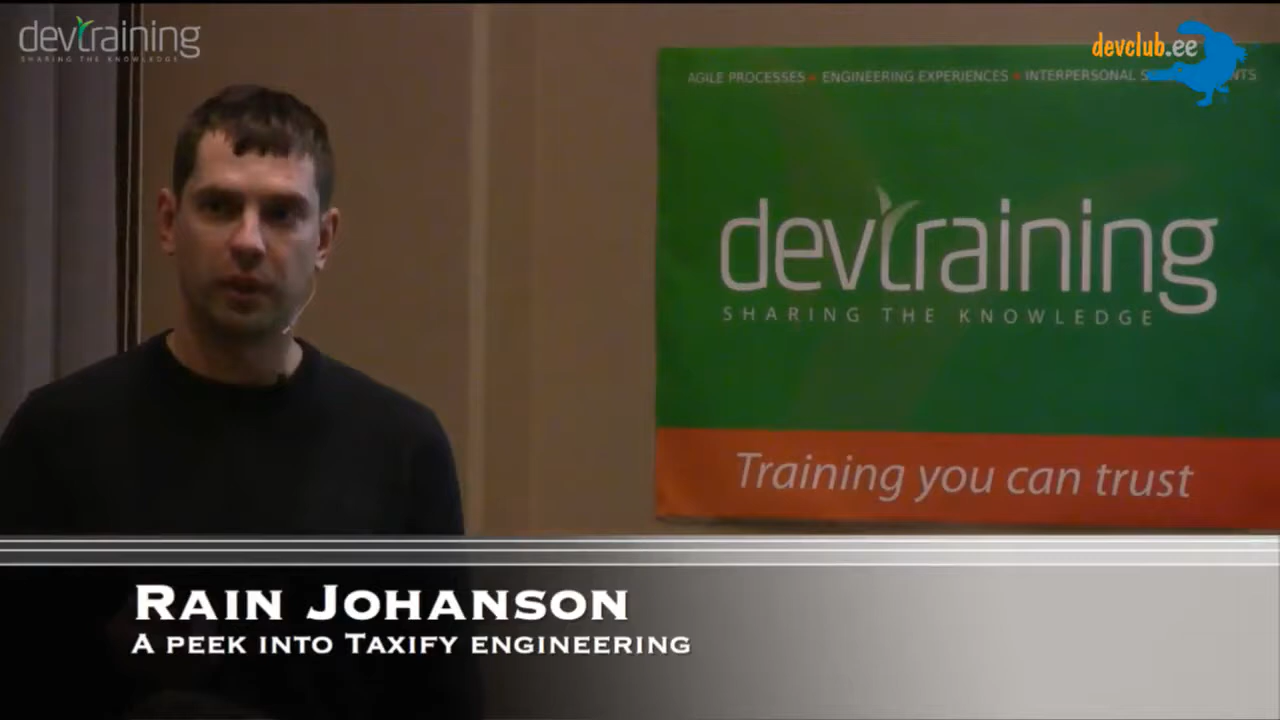 devtraining
SHARING THE KNOWLEDGE
devclub.ee
AGILE PROCESSES • ENGINEERING EXPERIENCES • INTERPERSONAL
devtraining
SHARING THE KNOWLEDGE
Training you can trust
RAIN JOHANSON
A PEEK INTO TAXIFY ENGINEERING